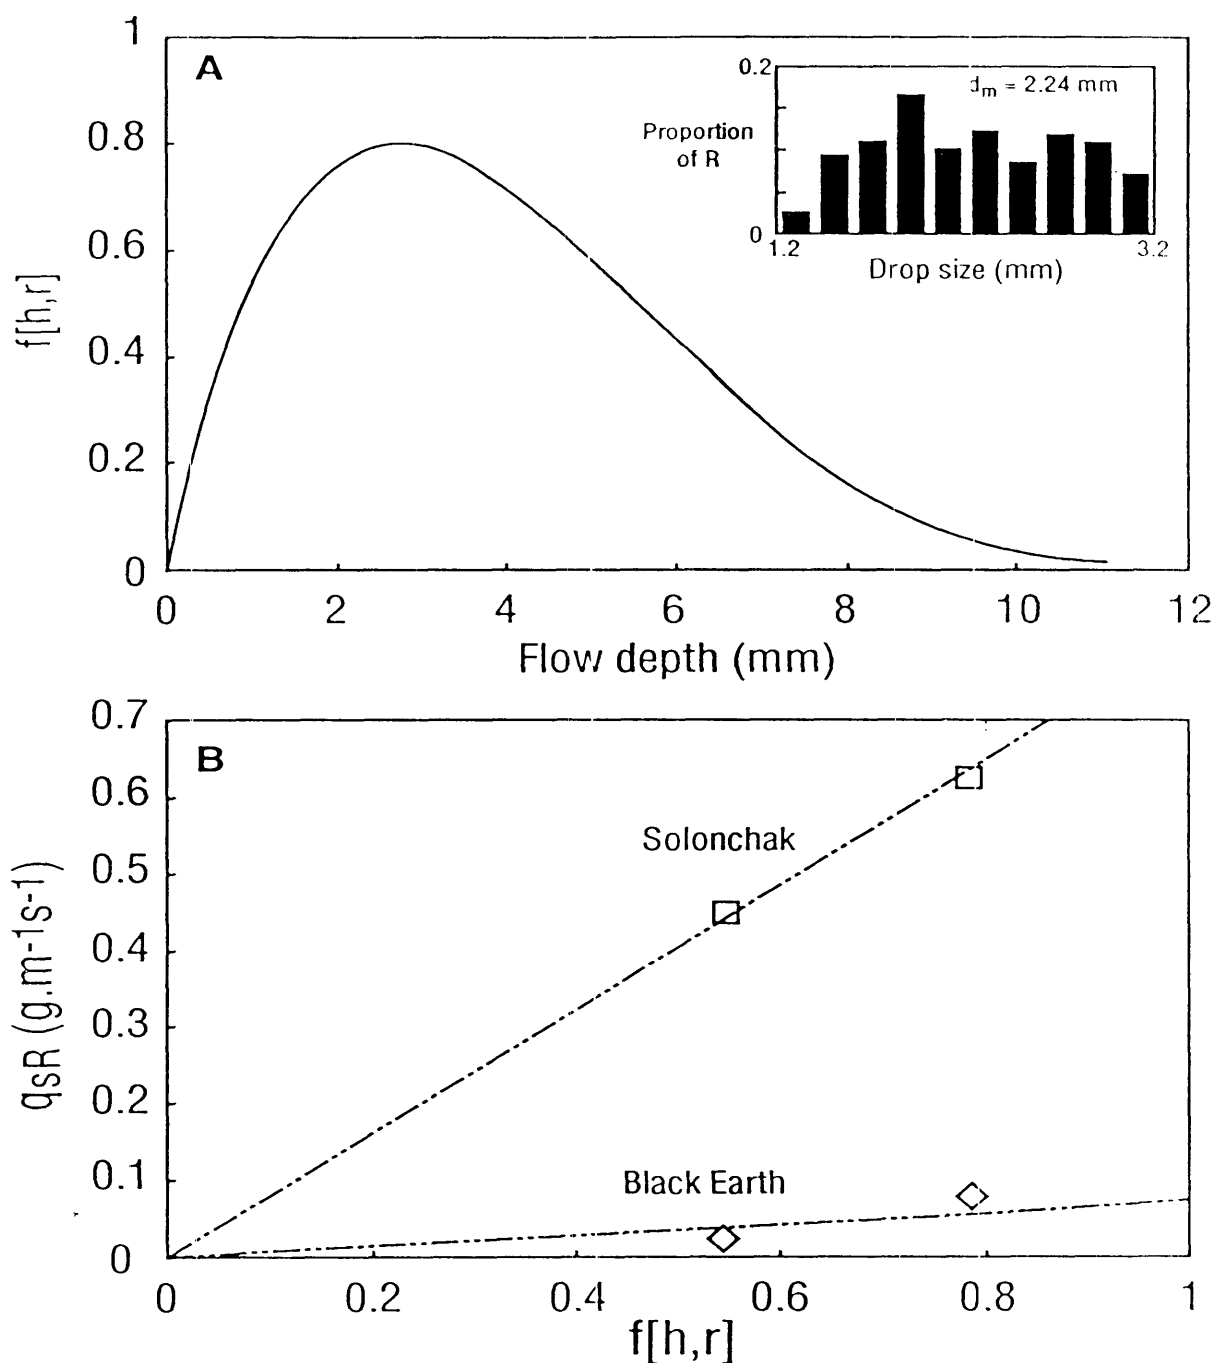 A
f[h,r]
1
0.8
0.6
0.4
0.2
0
0 2 4 6 8 10 12
Flow depth (mm)
Proportion
of R
0.2
0
dm = 2.24 mm
1.2 3.2
Drop size (mm)
B
qsR (g.m-1s-1)
0.7
0.6
0.5
0.4
0.3
0.2
0.1
0
Solonchak
Black Earth
0 0.2 0.4 0.6 0.8 1
f[h,r]